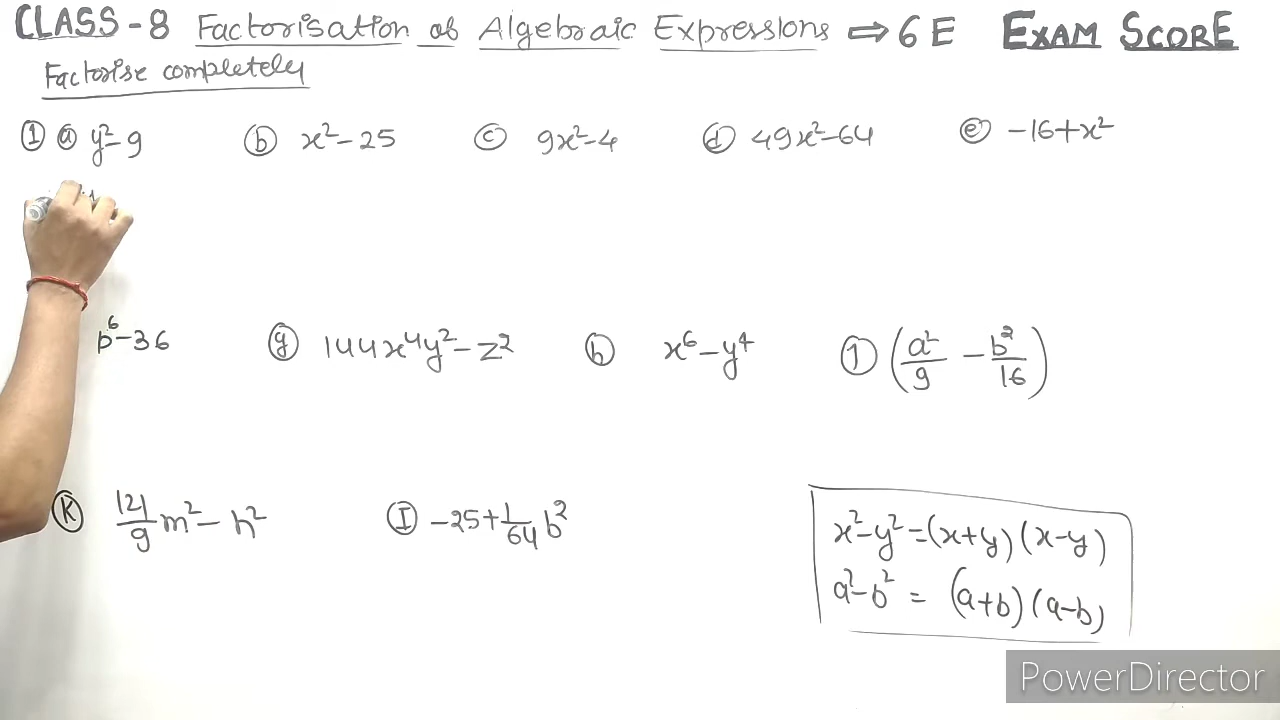 CLASS - 8 Factorisation of Algebraic Expressions ⇒ 6 E EXAM SCORE
Factorise completely
① ⓐ y²-9 ⓑ x²-25 ⓒ 9x²-4 ⓓ 49x²-64 ⓔ -16+x²
p⁶-36 ⓖ 144x⁴y²-z² ⓗ x⁶-y⁴ (a²/9 - b²/16)
Ⓚ 121/9 m² - n² Ⓘ -25+1/64 b²
x²-y²=(x+y)(x-y)
a²-b² = (a+b)(a-b)
PowerDirector